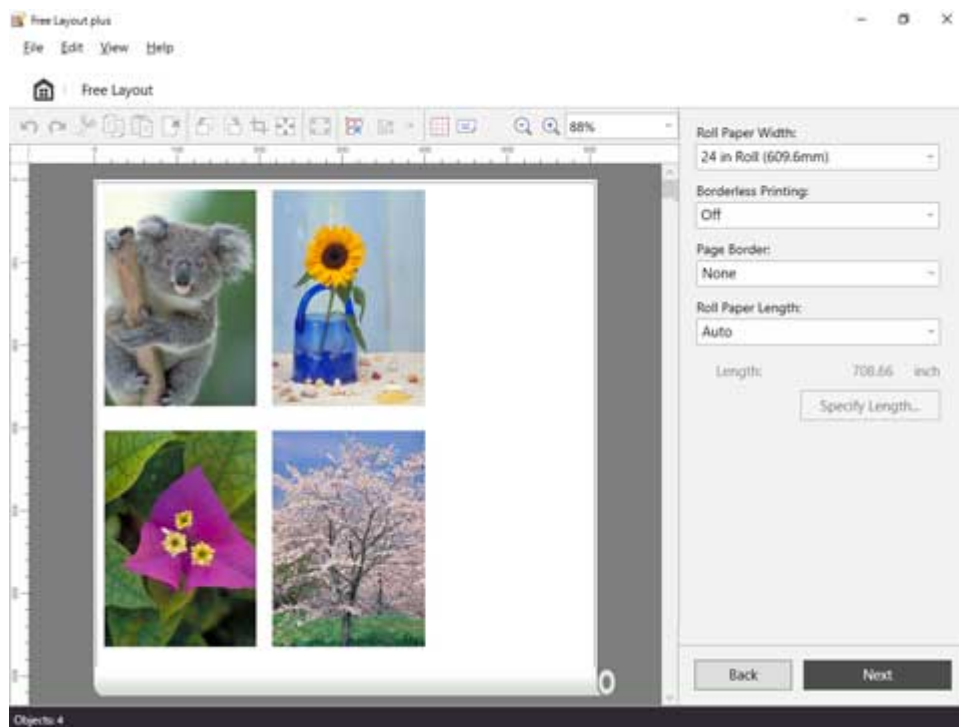 Free Layout plus
File Edit View Help
Free Layout
88%
Roll Paper Width:
24 in Roll (609.6mm)
Borderless Printing:
Off
Page Border:
None
Roll Paper Length:
Auto
Length: 708.66 inch
Specify Length...
Back Next
Objects: 4